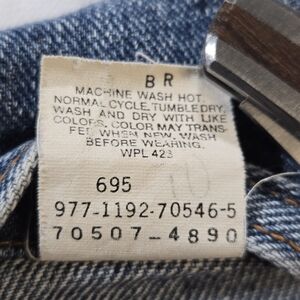 BR
MACHINE WASH HOT.
NORMAL CYCLE, TUMBLE DRY.
WASH AND DRY WITH LIKE
COLORS. COLOR MAY TRANS-
FER WHEN NEW. WASH
BEFORE WEARING.
WPL 423
695
977-1192-70546-5
70507-4890